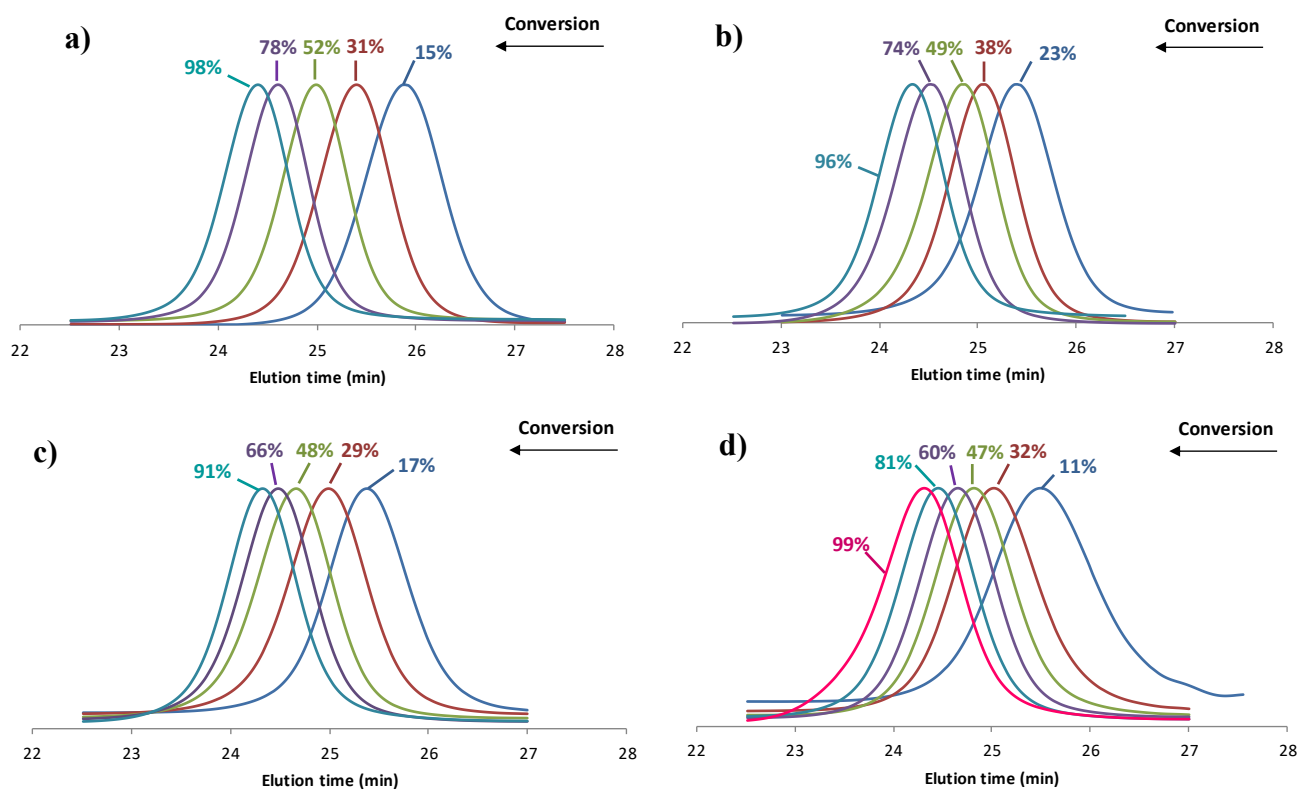 a)
Conversion
98%
78%
52%
31%
15%
22 23 24 25 26 27 28
Elution time (min)
b)
Conversion
74%
49%
38%
23%
96%
22 23 24 25 26 27 28
Elution time (min)
c)
Conversion
91%
66%
48%
29%
17%
22 23 24 25 26 27 28
Elution time (min)
d)
Conversion
81%
60%
47%
32%
11%
99%
22 23 24 25 26 27 28
Elution time (min)